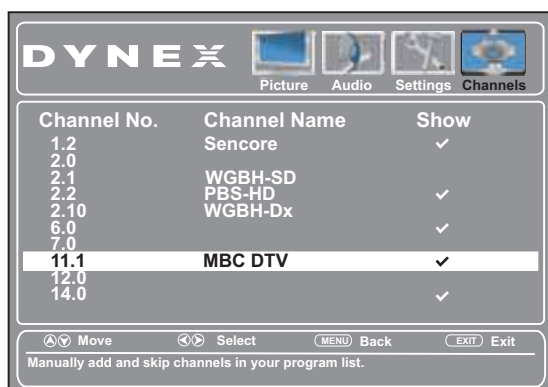 DYNEX
Picture Audio Settings Channels
Channel No. Channel Name Show
1.2 Sencore ✓
2.0
2.1 WGBH-SD
2.2 PBS-HD ✓
2.10 WGBH-Dx
6.0 ✓
7.0
11.1 MBC DTV ✓
12.0
14.0 ✓
Move Select MENU Back EXIT Exit
Manually add and skip channels in your program list.